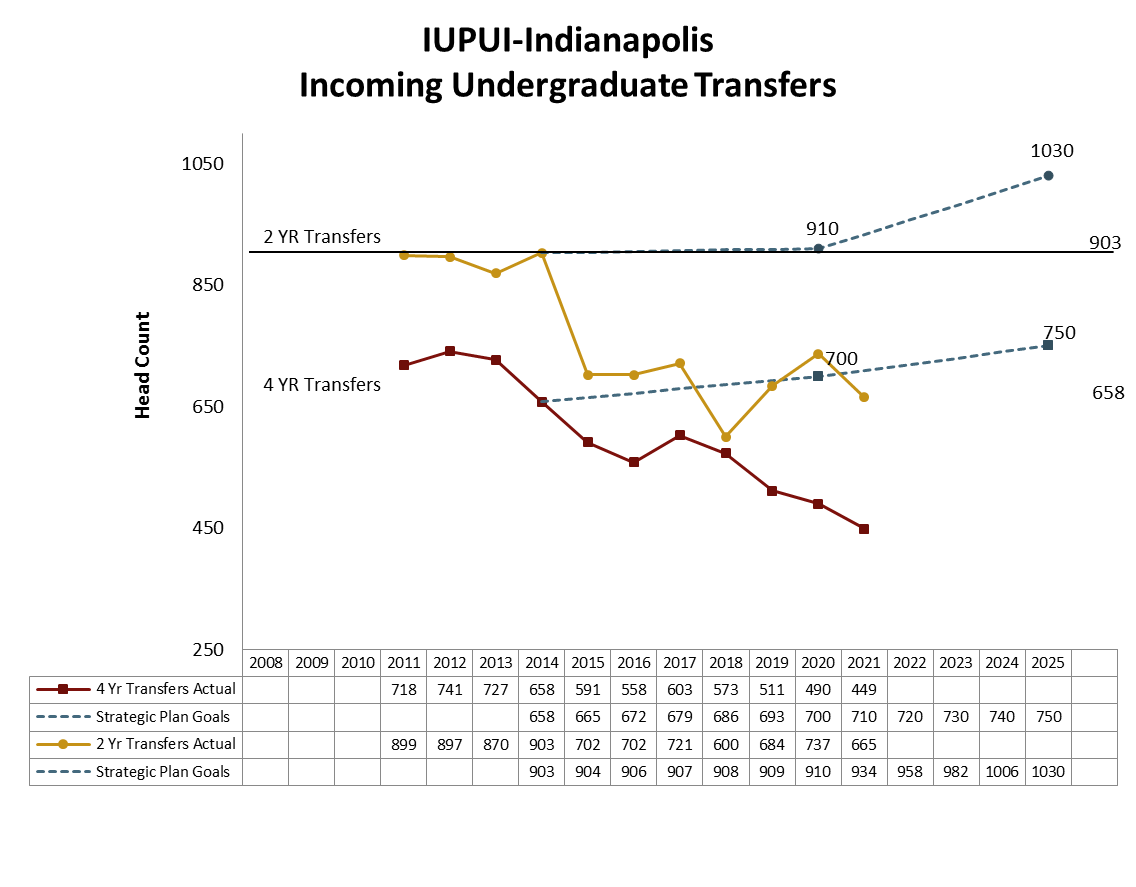 IUPUI-Indianapolis
Incoming Undergraduate Transfers
1050
1030
910
2 YR Transfers
903
850
Head Count
750
700
4 YR Transfers
658
650
450
250
2008 2009 2010 2011 2012 2013 2014 2015 2016 2017 2018 2019 2020 2021 2022 2023 2024 2025
4 Yr Transfers Actual 718 741 727 658 591 558 603 573 511 490 449
Strategic Plan Goals 658 665 672 679 686 693 700 710 720 730 740 750
2 Yr Transfers Actual 899 897 870 903 702 702 721 600 684 737 665
Strategic Plan Goals 903 904 906 907 908 909 910 934 958 982 1006 1030